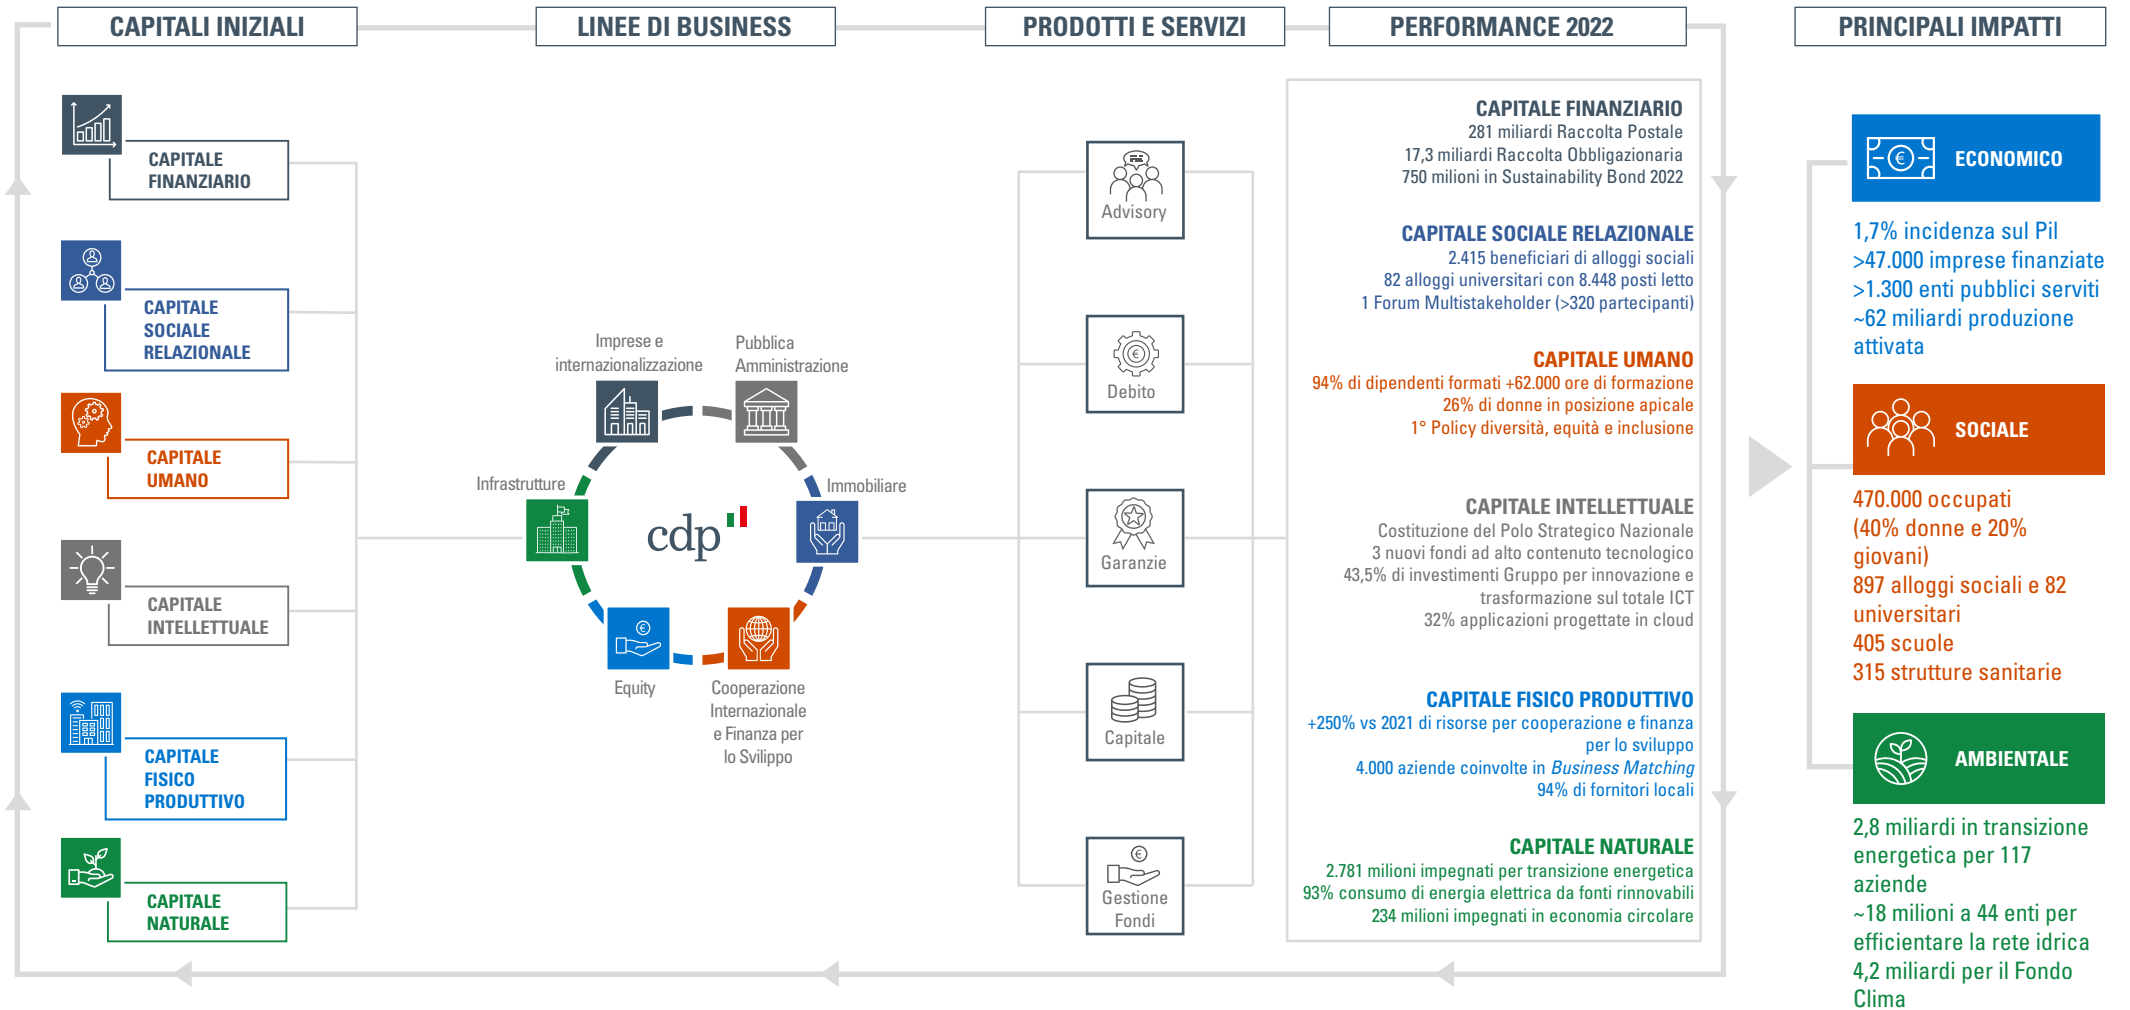 CAPITALI INIZIALI
LINEE DI BUSINESS
PRODOTTI E SERVIZI
PERFORMANCE 2022
PRINCIPALI IMPATTI
CAPITALE
FINANZIARIO
CAPITALE
SOCIALE
RELAZIONALE
CAPITALE
UMANO
CAPITALE
INTELLETTUALE
CAPITALE
FISICO
PRODUTTIVO
CAPITALE
NATURALE
Imprese e
internazionalizzazione
Pubblica
Amministrazione
Infrastrutture
Immobiliare
cdp
Equity
Cooperazione
Internazionale
e Finanza per
lo Sviluppo
Advisory
Debito
Garanzie
Capitale
Gestione
Fondi
CAPITALE FINANZIARIO
281 miliardi Raccolta Postale
17,3 miliardi Raccolta Obbligazionaria
750 milioni in Sustainability Bond 2022
CAPITALE SOCIALE RELAZIONALE
2.415 beneficiari di alloggi sociali
82 alloggi universitari con 8.448 posti letto
1 Forum Multistakeholder (>320 partecipanti)
CAPITALE UMANO
94% di dipendenti formati +62.000 ore di formazione
26% di donne in posizione apicale
1° Policy diversità, equità e inclusione
CAPITALE INTELLETTUALE
Costituzione del Polo Strategico Nazionale
3 nuovi fondi ad alto contenuto tecnologico
43,5% di investimenti Gruppo per innovazione e
trasformazione sul totale ICT
32% applicazioni progettate in cloud
CAPITALE FISICO PRODUTTIVO
+250% vs 2021 di risorse per cooperazione e finanza
per lo sviluppo
4.000 aziende coinvolte in Business Matching
94% di fornitori locali
CAPITALE NATURALE
2.781 milioni impegnati per transizione energetica
93% consumo di energia elettrica da fonti rinnovabili
234 milioni impegnati in economia circolare
ECONOMICO
1,7% incidenza sul Pil
>47.000 imprese finanziate
>1.300 enti pubblici serviti
~62 miliardi produzione
attivata
SOCIALE
470.000 occupati
(40% donne e 20%
giovani)
897 alloggi sociali e 82
universitari
405 scuole
315 strutture sanitarie
AMBIENTALE
2,8 miliardi in transizione
energetica per 117
aziende
~18 milioni a 44 enti per
efficientare la rete idrica
4,2 miliardi per il Fondo
Clima